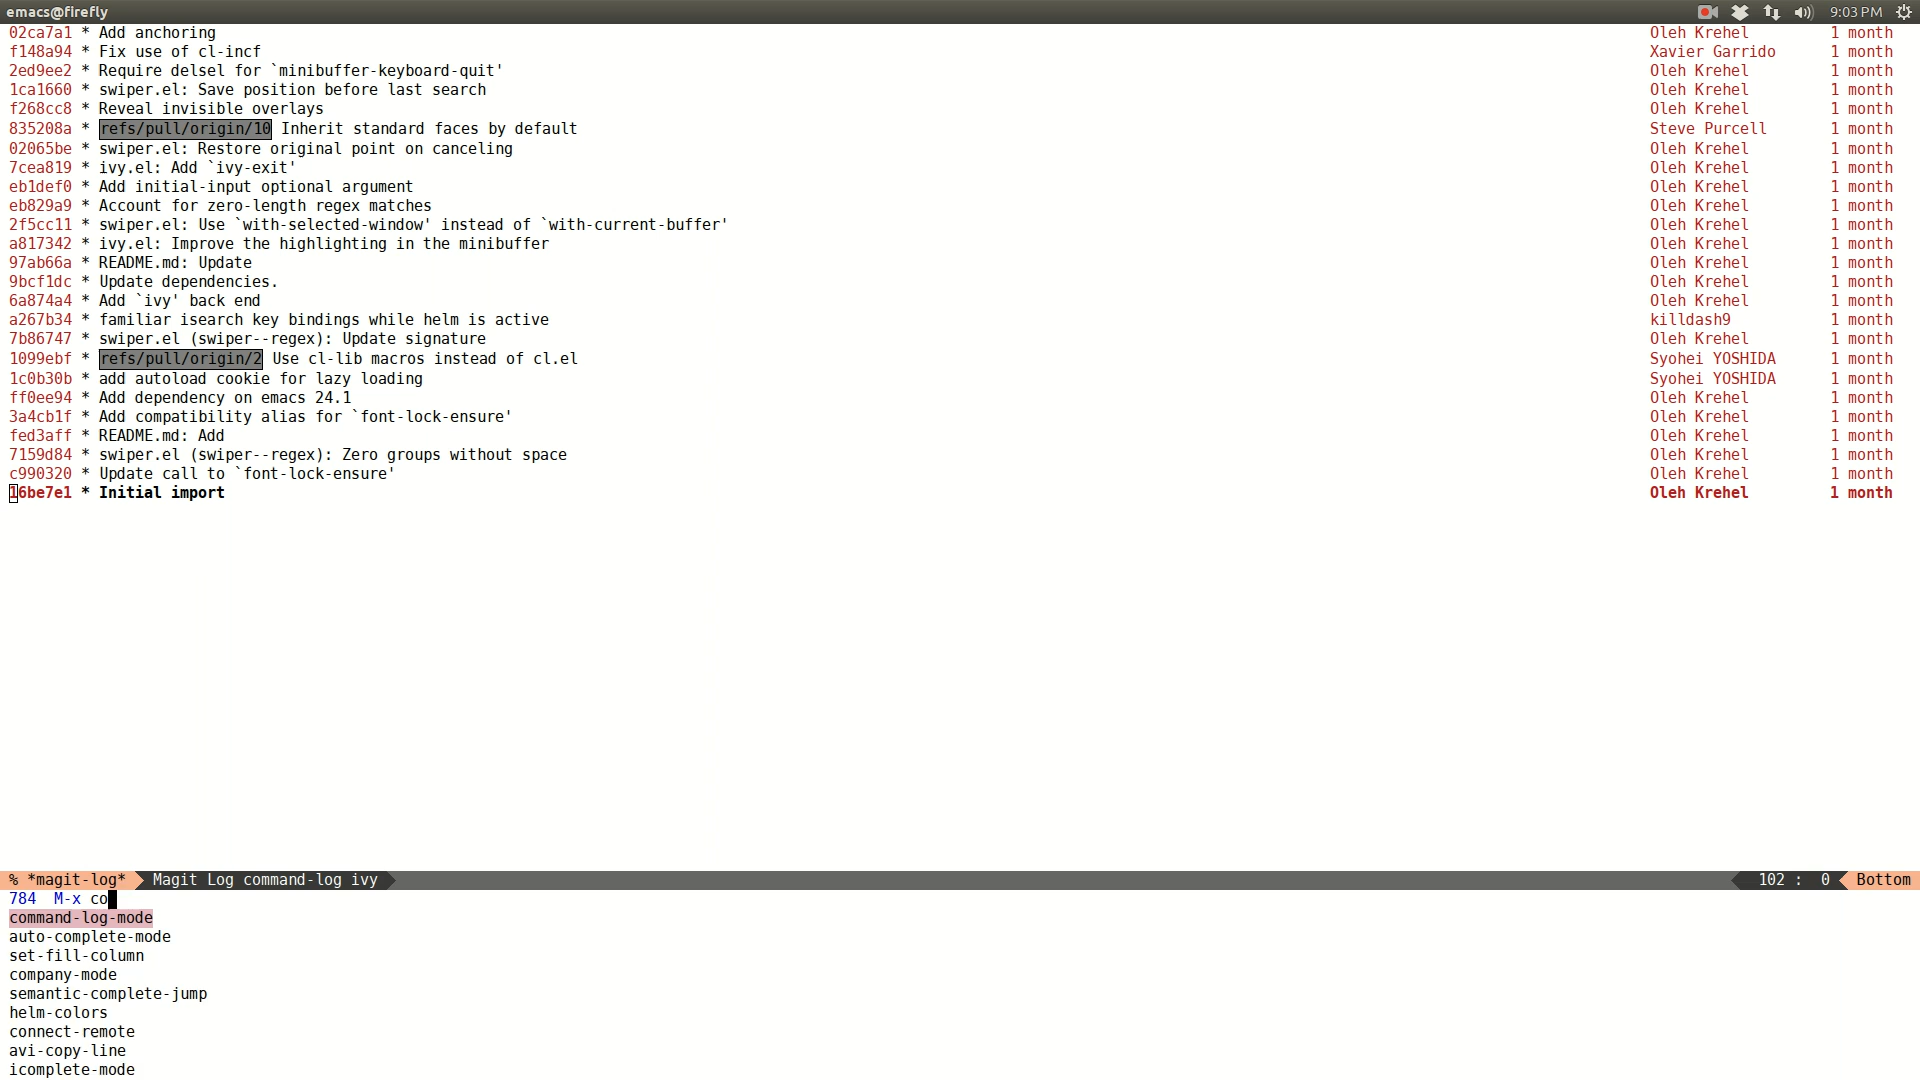 emacs@firefly 9:03 PM
02ca7a1 * Add anchoring Oleh Krehel 1 month
f148a94 * Fix use of cl-incf Xavier Garrido 1 month
2ed9ee2 * Require delsel for `minibuffer-keyboard-quit' Oleh Krehel 1 month
1ca1660 * swiper.el: Save position before last search Oleh Krehel 1 month
f268cc8 * Reveal invisible overlays Oleh Krehel 1 month
835208a * refs/pull/origin/10 Inherit standard faces by default Steve Purcell 1 month
02065be * swiper.el: Restore original point on canceling Oleh Krehel 1 month
7cea819 * ivy.el: Add `ivy-exit' Oleh Krehel 1 month
eb1def0 * Add initial-input optional argument Oleh Krehel 1 month
eb829a9 * Account for zero-length regex matches Oleh Krehel 1 month
2f5cc11 * swiper.el: Use `with-selected-window' instead of `with-current-buffer' Oleh Krehel 1 month
a817342 * ivy.el: Improve the highlighting in the minibuffer Oleh Krehel 1 month
97ab66a * README.md: Update Oleh Krehel 1 month
9bcf1dc * Update dependencies. Oleh Krehel 1 month
6a874a4 * Add `ivy' back end Oleh Krehel 1 month
a267b34 * familiar isearch key bindings while helm is active killdash9 1 month
7b86747 * swiper.el (swiper--regex): Update signature Oleh Krehel 1 month
1099ebf * refs/pull/origin/2 Use cl-lib macros instead of cl.el Syohei YOSHIDA 1 month
1c0b30b * add autoload cookie for lazy loading Syohei YOSHIDA 1 month
ff0ee94 * Add dependency on emacs 24.1 Oleh Krehel 1 month
3a4cb1f * Add compatibility alias for `font-lock-ensure' Oleh Krehel 1 month
fed3aff * README.md: Add Oleh Krehel 1 month
7159d84 * swiper.el (swiper--regex): Zero groups without space Oleh Krehel 1 month
c990320 * Update call to `font-lock-ensure' Oleh Krehel 1 month
16be7e1 * Initial import Oleh Krehel 1 month
% *magit-log* Magit Log command-log ivy 102 : 0 Bottom
784 M-x co
command-log-mode
auto-complete-mode
set-fill-column
company-mode
semantic-complete-jump
helm-colors
connect-remote
avi-copy-line
icomplete-mode